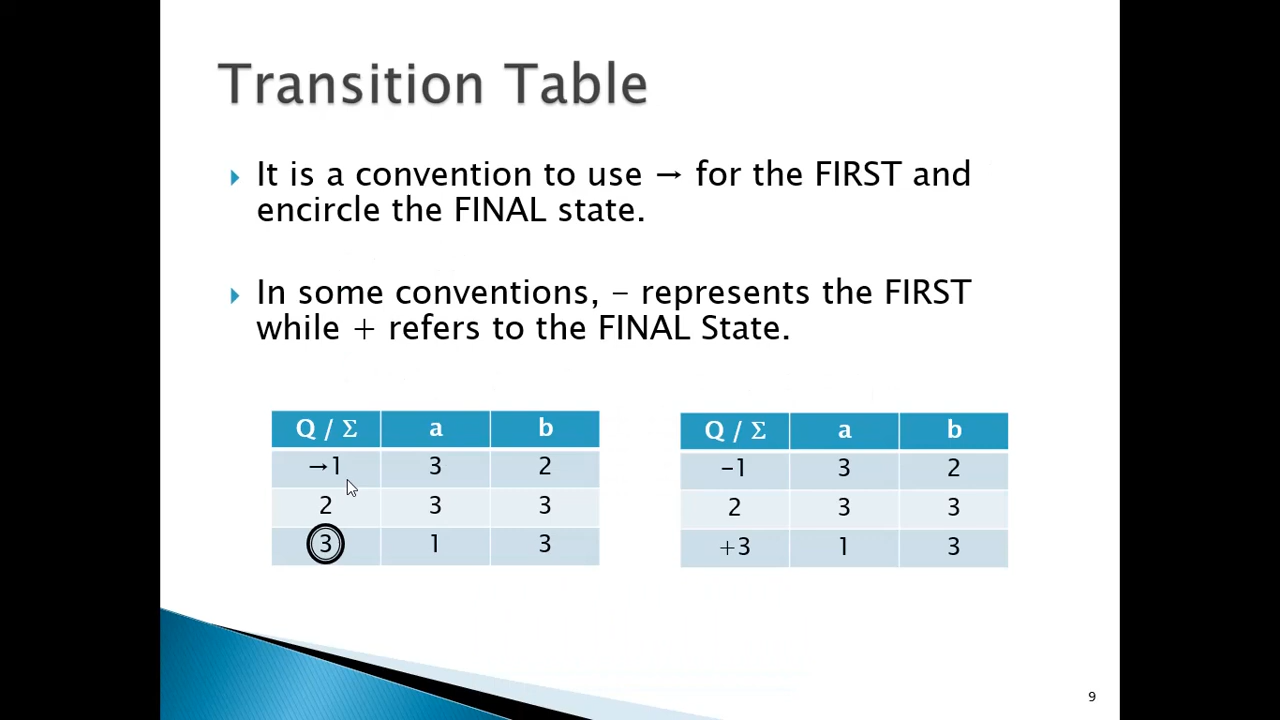 Transition Table
It is a convention to use → for the FIRST and
encircle the FINAL state.
In some conventions, – represents the FIRST
while + refers to the FINAL State.
Q / Σ a b
→1 3 2
2 3 3
3 1 3
Q / Σ a b
–1 3 2
2 3 3
+3 1 3
9